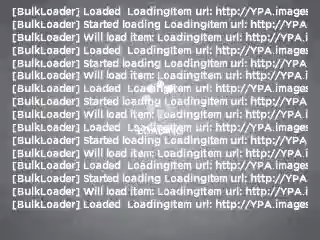 [BulkLoader] Loaded LoadingItem url: http://YPA.images
[BulkLoader] Started loading LoadingItem url: http://YPA
[BulkLoader] Will load item: LoadingItem url: http://YPA.i
[BulkLoader] Loaded LoadingItem url: http://YPA.images
[BulkLoader] Started loading LoadingItem url: http://YPA
[BulkLoader] Will load item: LoadingItem url: http://YPA.i
[BulkLoader] Loaded LoadingItem url: http://YPA.images
[BulkLoader] Started loading LoadingItem url: http://YPA
[BulkLoader] Will load item: LoadingItem url: http://YPA.i
[BulkLoader] Loaded LoadingItem url: http://YPA.images
LOADING
[BulkLoader] Started loading LoadingItem url: http://YPA
[BulkLoader] Will load item: LoadingItem url: http://YPA.i
[BulkLoader] Loaded LoadingItem url: http://YPA.images
[BulkLoader] Started loading LoadingItem url: http://YPA
[BulkLoader] Will load item: LoadingItem url: http://YPA.i
[BulkLoader] Loaded LoadingItem url: http://YPA.images